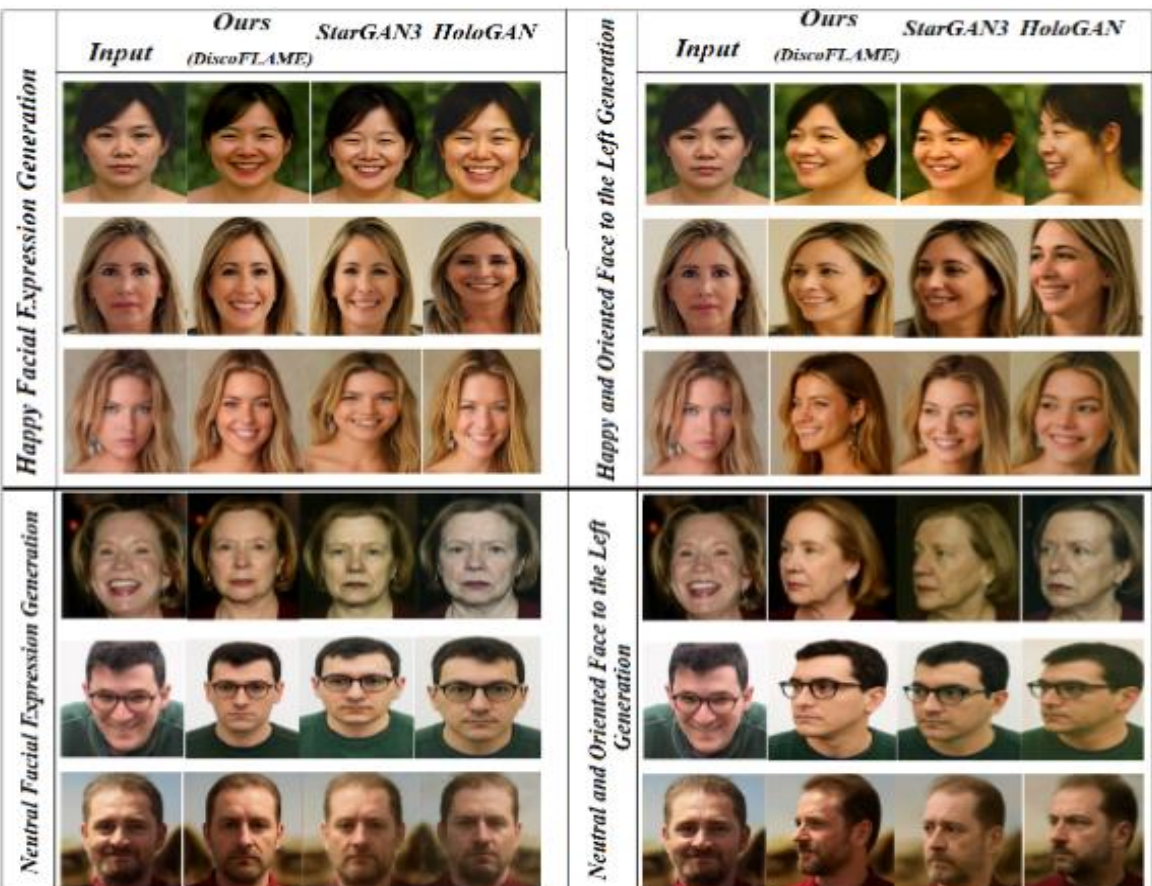 Input
Ours
(DiscoFLAME)
StarGAN3 HoloGAN
Happy Facial Expression Generation
Input
Ours
(DiscoFLAME)
StarGAN3 HoloGAN
Happy and Oriented Face to the Left Generation
Neutral Facial Expression Generation
Neutral and Oriented Face to the Left
Generation